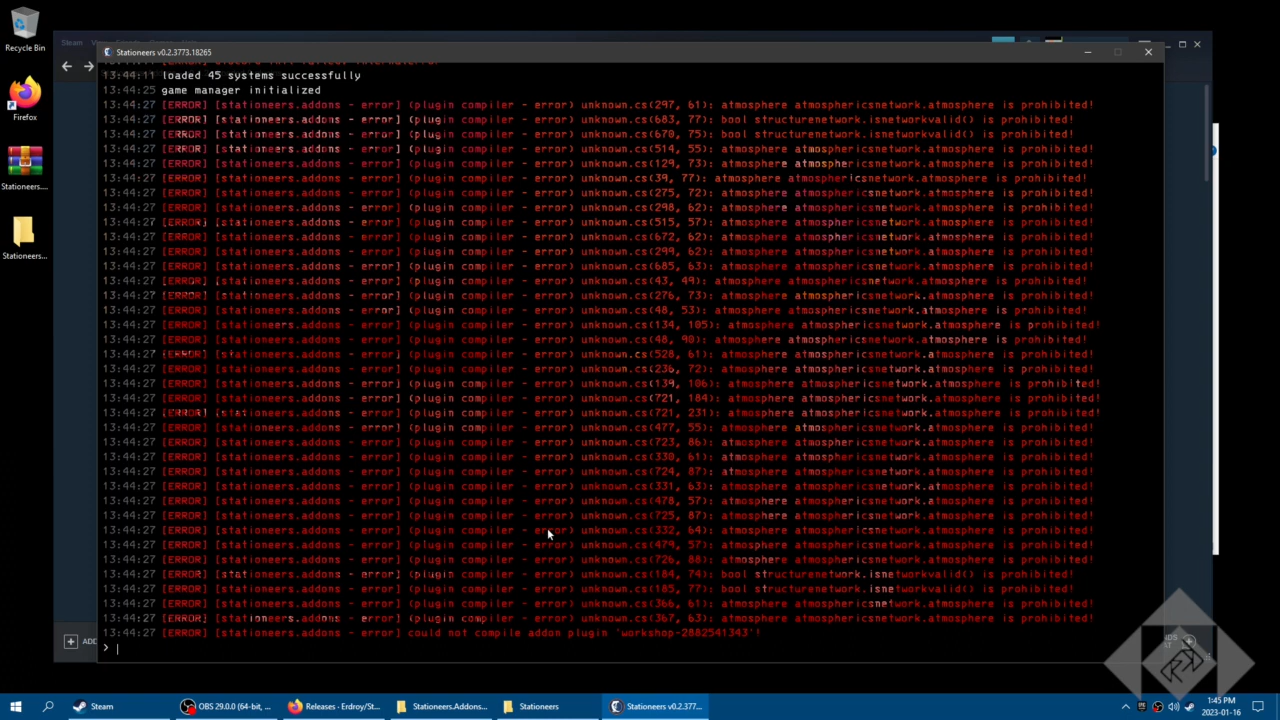 Recycle Bin
Firefox
Stationeers....
Stationeers...
Steam
Stationeers v0.2.3773.18265
13:44:11 loaded 45 systems successfully
13:44:25 game manager initialized
13:44:27 [ERROR] [stationeers.addons - error] (plugin compiler - error) unknown.cs(297, 61): atmosphere atmosphericsnetwork.atmosphere is prohibited!
13:44:27 [ERROR] [stationeers.addons - error] (plugin compiler - error) unknown.cs(683, 77): bool structurenetwork.isnetworkvalid() is prohibited!
13:44:27 [ERROR] [stationeers.addons - error] (plugin compiler - error) unknown.cs(670, 75): bool structurenetwork.isnetworkvalid() is prohibited!
13:44:27 [ERROR] [stationeers.addons - error] (plugin compiler - error) unknown.cs(514, 55): atmosphere atmosphericsnetwork.atmosphere is prohibited!
13:44:27 [ERROR] [stationeers.addons - error] (plugin compiler - error) unknown.cs(129, 73): atmosphere atmosphericsnetwork.atmosphere is prohibited!
13:44:27 [ERROR] [stationeers.addons - error] (plugin compiler - error) unknown.cs(39, 77): atmosphere atmosphericsnetwork.atmosphere is prohibited!
13:44:27 [ERROR] [stationeers.addons - error] (plugin compiler - error) unknown.cs(275, 72): atmosphere atmosphericsnetwork.atmosphere is prohibited!
13:44:27 [ERROR] [stationeers.addons - error] (plugin compiler - error) unknown.cs(298, 62): atmosphere atmosphericsnetwork.atmosphere is prohibited!
13:44:27 [ERROR] [stationeers.addons - error] (plugin compiler - error) unknown.cs(515, 57): atmosphere atmosphericsnetwork.atmosphere is prohibited!
13:44:27 [ERROR] [stationeers.addons - error] (plugin compiler - error) unknown.cs(672, 62): atmosphere atmosphericsnetwork.atmosphere is prohibited!
13:44:27 [ERROR] [stationeers.addons - error] (plugin compiler - error) unknown.cs(299, 62): atmosphere atmosphericsnetwork.atmosphere is prohibited!
13:44:27 [ERROR] [stationeers.addons - error] (plugin compiler - error) unknown.cs(685, 63): atmosphere atmosphericsnetwork.atmosphere is prohibited!
13:44:27 [ERROR] [stationeers.addons - error] (plugin compiler - error) unknown.cs(43, 49): atmosphere atmosphericsnetwork.atmosphere is prohibited!
13:44:27 [ERROR] [stationeers.addons - error] (plugin compiler - error) unknown.cs(276, 73): atmosphere atmosphericsnetwork.atmosphere is prohibited!
13:44:27 [ERROR] [stationeers.addons - error] (plugin compiler - error) unknown.cs(48, 53): atmosphere atmosphericsnetwork.atmosphere is prohibited!
13:44:27 [ERROR] [stationeers.addons - error] (plugin compiler - error) unknown.cs(134, 105): atmosphere atmosphericsnetwork.atmosphere is prohibited!
13:44:27 [ERROR] [stationeers.addons - error] (plugin compiler - error) unknown.cs(48, 90): atmosphere atmosphericsnetwork.atmosphere is prohibited!
13:44:27 [ERROR] [stationeers.addons - error] (plugin compiler - error) unknown.cs(528, 61): atmosphere atmosphericsnetwork.atmosphere is prohibited!
13:44:27 [ERROR] [stationeers.addons - error] (plugin compiler - error) unknown.cs(236, 72): atmosphere atmosphericsnetwork.atmosphere is prohibited!
13:44:27 [ERROR] [stationeers.addons - error] (plugin compiler - error) unknown.cs(139, 106): atmosphere atmosphericsnetwork.atmosphere is prohibited!
13:44:27 [ERROR] [stationeers.addons - error] (plugin compiler - error) unknown.cs(721, 184): atmosphere atmosphericsnetwork.atmosphere is prohibited!
13:44:27 [ERROR] [stationeers.addons - error] (plugin compiler - error) unknown.cs(721, 231): atmosphere atmosphericsnetwork.atmosphere is prohibited!
13:44:27 [ERROR] [stationeers.addons - error] (plugin compiler - error) unknown.cs(477, 55): atmosphere atmosphericsnetwork.atmosphere is prohibited!
13:44:27 [ERROR] [stationeers.addons - error] (plugin compiler - error) unknown.cs(723, 86): atmosphere atmosphericsnetwork.atmosphere is prohibited!
13:44:27 [ERROR] [stationeers.addons - error] (plugin compiler - error) unknown.cs(330, 61): atmosphere atmosphericsnetwork.atmosphere is prohibited!
13:44:27 [ERROR] [stationeers.addons - error] (plugin compiler - error) unknown.cs(724, 87): atmosphere atmosphericsnetwork.atmosphere is prohibited!
13:44:27 [ERROR] [stationeers.addons - error] (plugin compiler - error) unknown.cs(331, 63): atmosphere atmosphericsnetwork.atmosphere is prohibited!
13:44:27 [ERROR] [stationeers.addons - error] (plugin compiler - error) unknown.cs(478, 57): atmosphere atmosphericsnetwork.atmosphere is prohibited!
13:44:27 [ERROR] [stationeers.addons - error] (plugin compiler - error) unknown.cs(725, 87): atmosphere atmosphericsnetwork.atmosphere is prohibited!
13:44:27 [ERROR] [stationeers.addons - error] (plugin compiler - error) unknown.cs(332, 64): atmosphere atmosphericsnetwork.atmosphere is prohibited!
13:44:27 [ERROR] [stationeers.addons - error] (plugin compiler - error) unknown.cs(479, 57): atmosphere atmosphericsnetwork.atmosphere is prohibited!
13:44:27 [ERROR] [stationeers.addons - error] (plugin compiler - error) unknown.cs(726, 88): atmosphere atmosphericsnetwork.atmosphere is prohibited!
13:44:27 [ERROR] [stationeers.addons - error] (plugin compiler - error) unknown.cs(184, 74): bool structurenetwork.isnetworkvalid() is prohibited!
13:44:27 [ERROR] [stationeers.addons - error] (plugin compiler - error) unknown.cs(185, 77): bool structurenetwork.isnetworkvalid() is prohibited!
13:44:27 [ERROR] [stationeers.addons - error] (plugin compiler - error) unknown.cs(366, 61): atmosphere atmosphericsnetwork.atmosphere is prohibited!
13:44:27 [ERROR] [stationeers.addons - error] (plugin compiler - error) unknown.cs(367, 63): atmosphere atmosphericsnetwork.atmosphere is prohibited!
13:44:27 [ERROR] [stationeers.addons - error] could not compile addon plugin 'workshop-2882541343'!
>
ADD
Steam
OBS 29.0.0 (64-bit, ...
Releases - Erdroy/St...
Stationeers.Addons...
Stationeers
Stationeers v0.2.377...
1:45 PM
2023-01-16